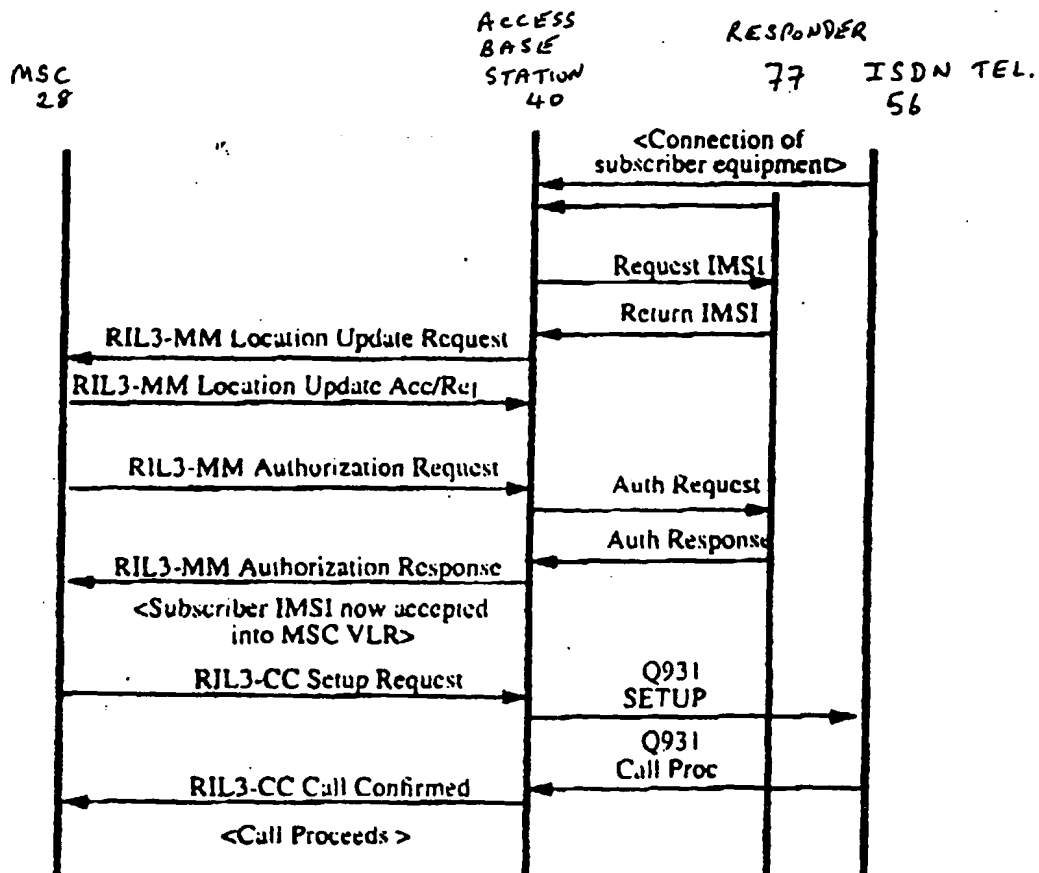 ACCESS
BASE
STATION
40
RESPONDER
77
MSC
28
ISDN TEL.
56
<Connection of
subscriber equipment>
Request IMSI
Return IMSI
RIL3-MM Location Update Request
RIL3-MM Location Update Acc/Rej
RIL3-MM Authorization Request
Auth Request
Auth Response
RIL3-MM Authorization Response
<Subscriber IMSI now accepted
into MSC VLR>
RIL3-CC Setup Request
Q931
SETUP
Q931
Call Proc
RIL3-CC Call Confirmed
<Call Proceeds >